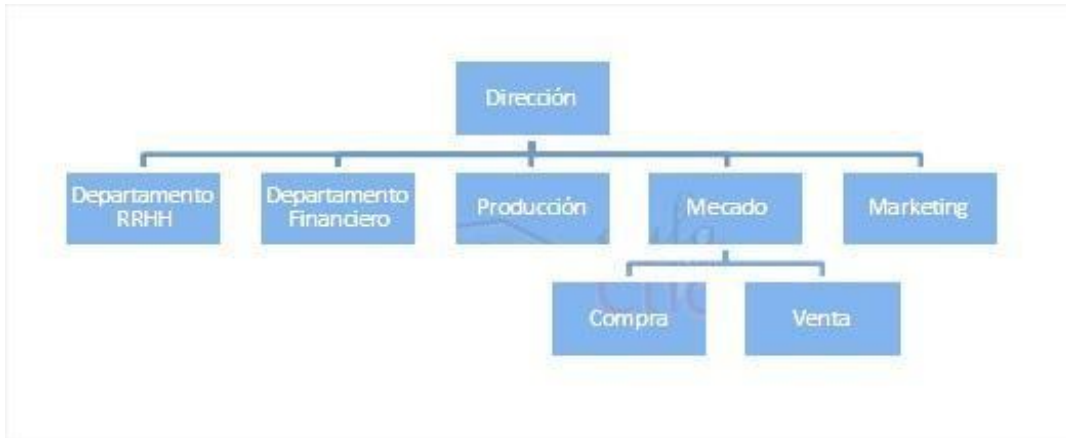 Dirección
Departamento
RRHH
Departamento
Financiero
Producción
Mecado
Marketing
Compra
Venta